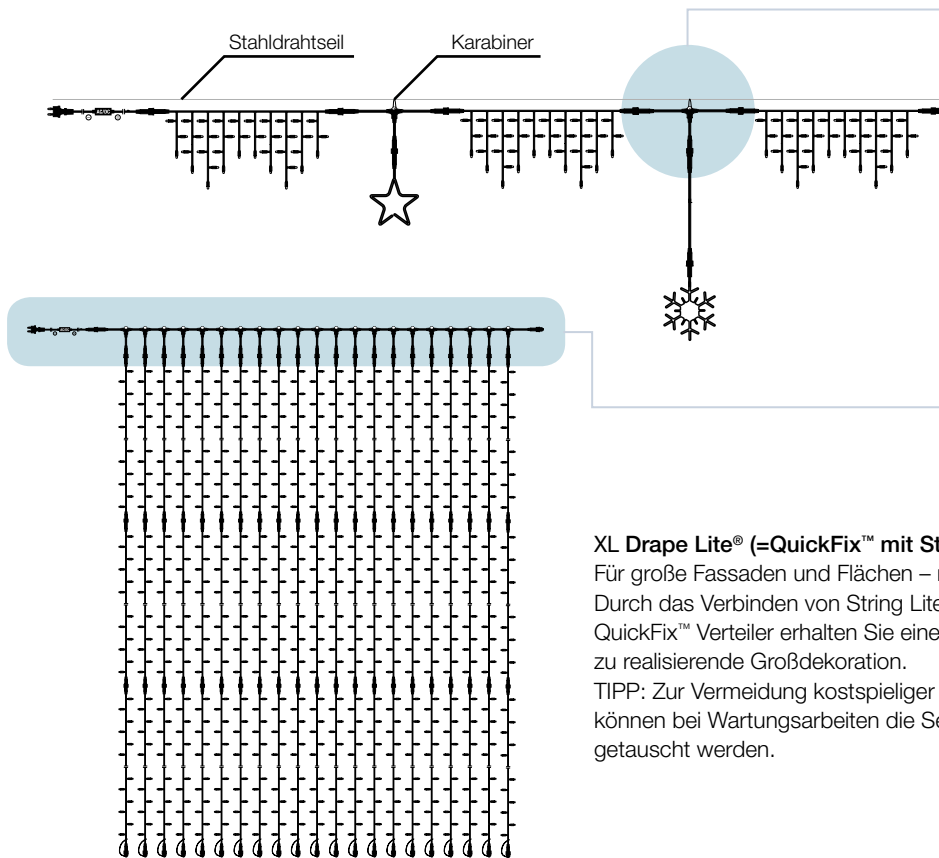 Stahldrahtseil
Karabiner
XL Drape Lite® (=QuickFix™ mit St
Für große Fassaden und Flächen –
Durch das Verbinden von String Lite
QuickFix™ Verteiler erhalten Sie eine
zu realisierende Großdekoration.
TIPP: Zur Vermeidung kostspieliger
können bei Wartungsarbeiten die Se
getauscht werden.